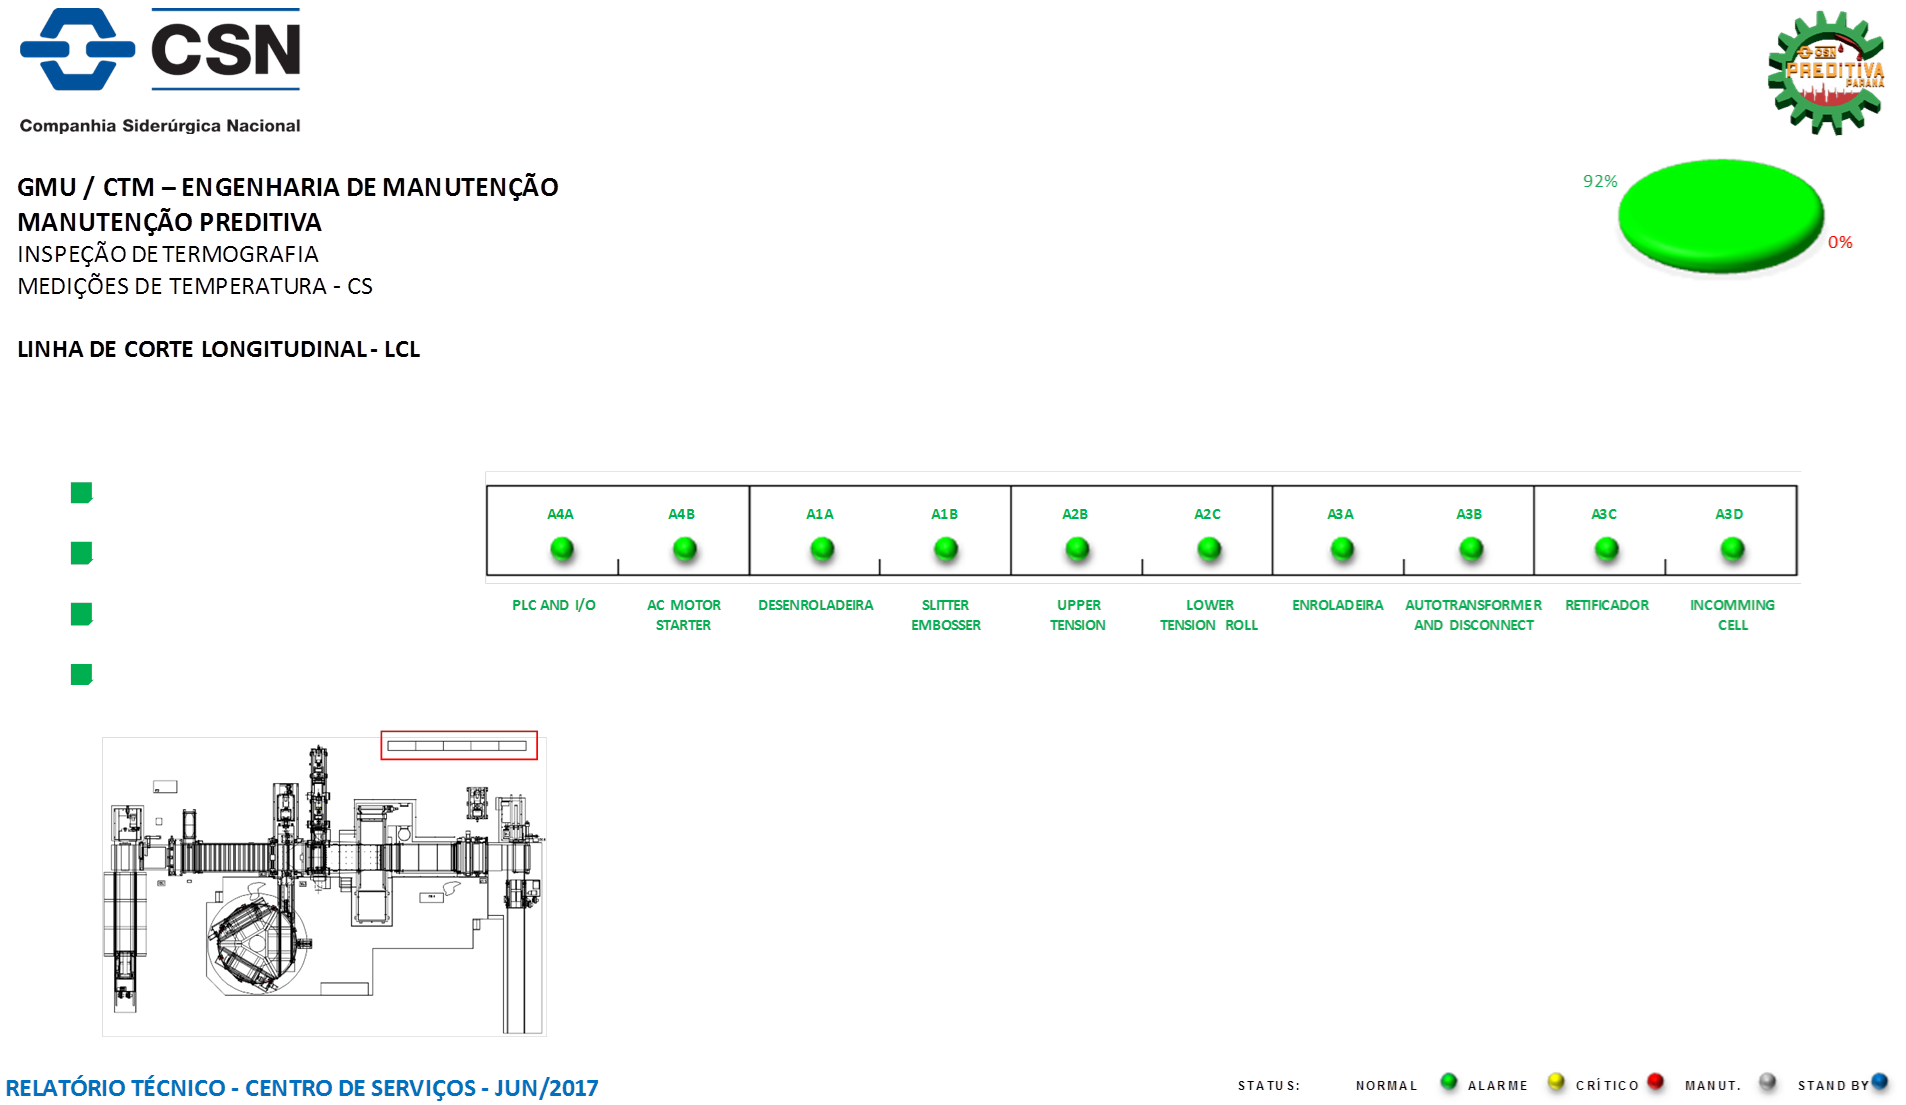 CSN
Companhia Siderúrgica Nacional
CSN
PREDITIVA
PARANÁ
GMU / CTM – ENGENHARIA DE MANUTENÇÃO
MANUTENÇÃO PREDITIVA
INSPEÇÃO DE TERMOGRAFIA
MEDIÇÕES DE TEMPERATURA - CS
92%
0%
LINHA DE CORTE LONGITUDINAL - LCL
A4A A4B A1A A1B A2B A2C A3A A3B A3C A3D
PLC AND I/O AC MOTOR DESENROLADEIRA SLITTER UPPER LOWER ENROLADEIRA AUTOTRANSFORMER RETIFICADOR INCOMMING
STARTER EMBOSSER TENSION TENSION ROLL AND DISCONNECT CELL
RELATÓRIO TÉCNICO - CENTRO DE SERVIÇOS - JUN/2017
STATUS: NORMAL ALARME CRÍTICO MANUT. STAND BY